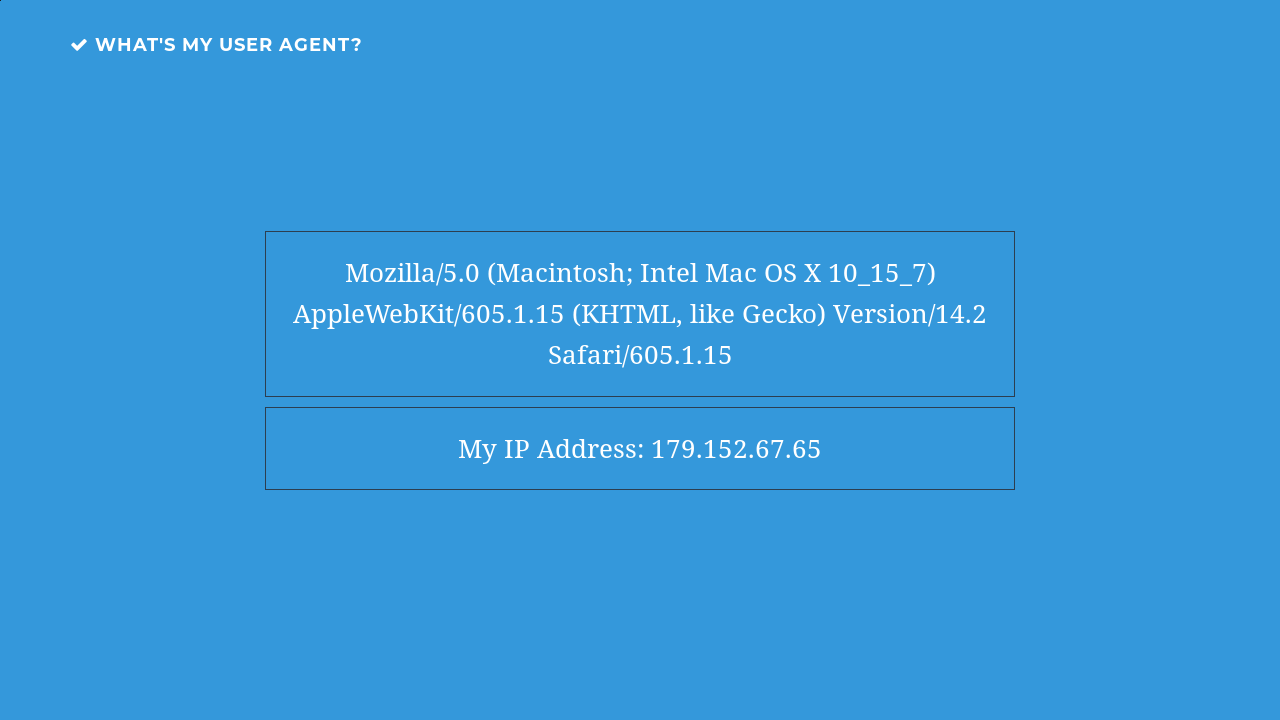 WHAT'S MY USER AGENT?
Mozilla/5.0 (Macintosh; Intel Mac OS X 10_15_7)
AppleWebKit/605.1.15 (KHTML, like Gecko) Version/14.2
Safari/605.1.15
My IP Address: 179.152.67.65